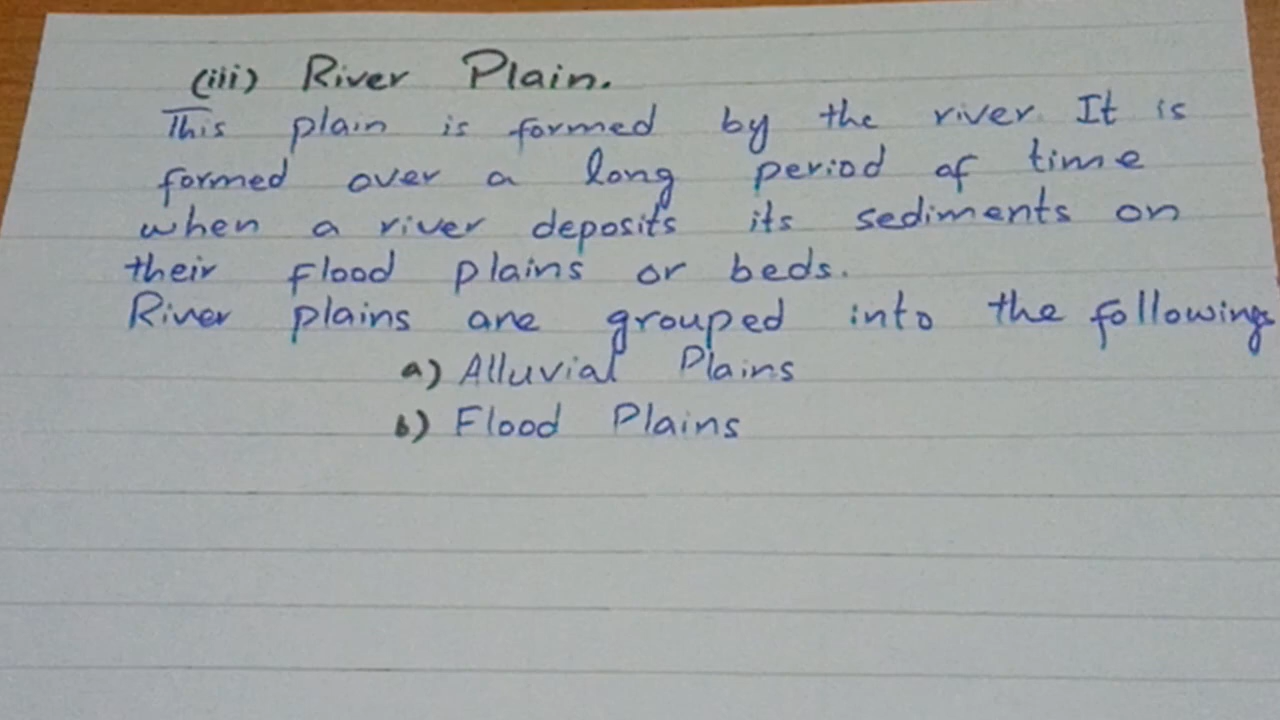 (iii) River Plain.
This plain is formed by the river. It is
formed over a long period of time
when a river deposits its sediments on
their flood plains or beds.
River plains are grouped into the following
a) Alluvial Plains
b) Flood Plains